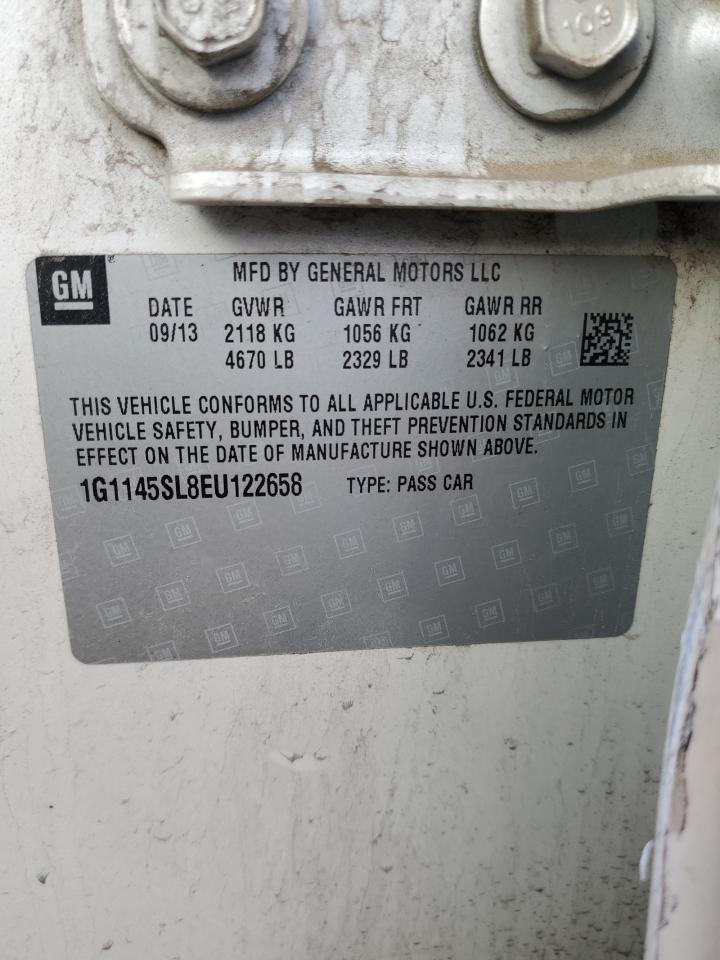 10.9
GM
MFD BY GENERAL MOTORS LLC
DATE GVWR GAWR FRT GAWR RR
09/13 2118 KG 1056 KG 1062 KG
4670 LB 2329 LB 2341 LB
THIS VEHICLE CONFORMS TO ALL APPLICABLE U.S. FEDERAL MOTOR
VEHICLE SAFETY, BUMPER, AND THEFT PREVENTION STANDARDS IN
EFFECT ON THE DATE OF MANUFACTURE SHOWN ABOVE.
1G1145SL8EU122658 TYPE: PASS CAR